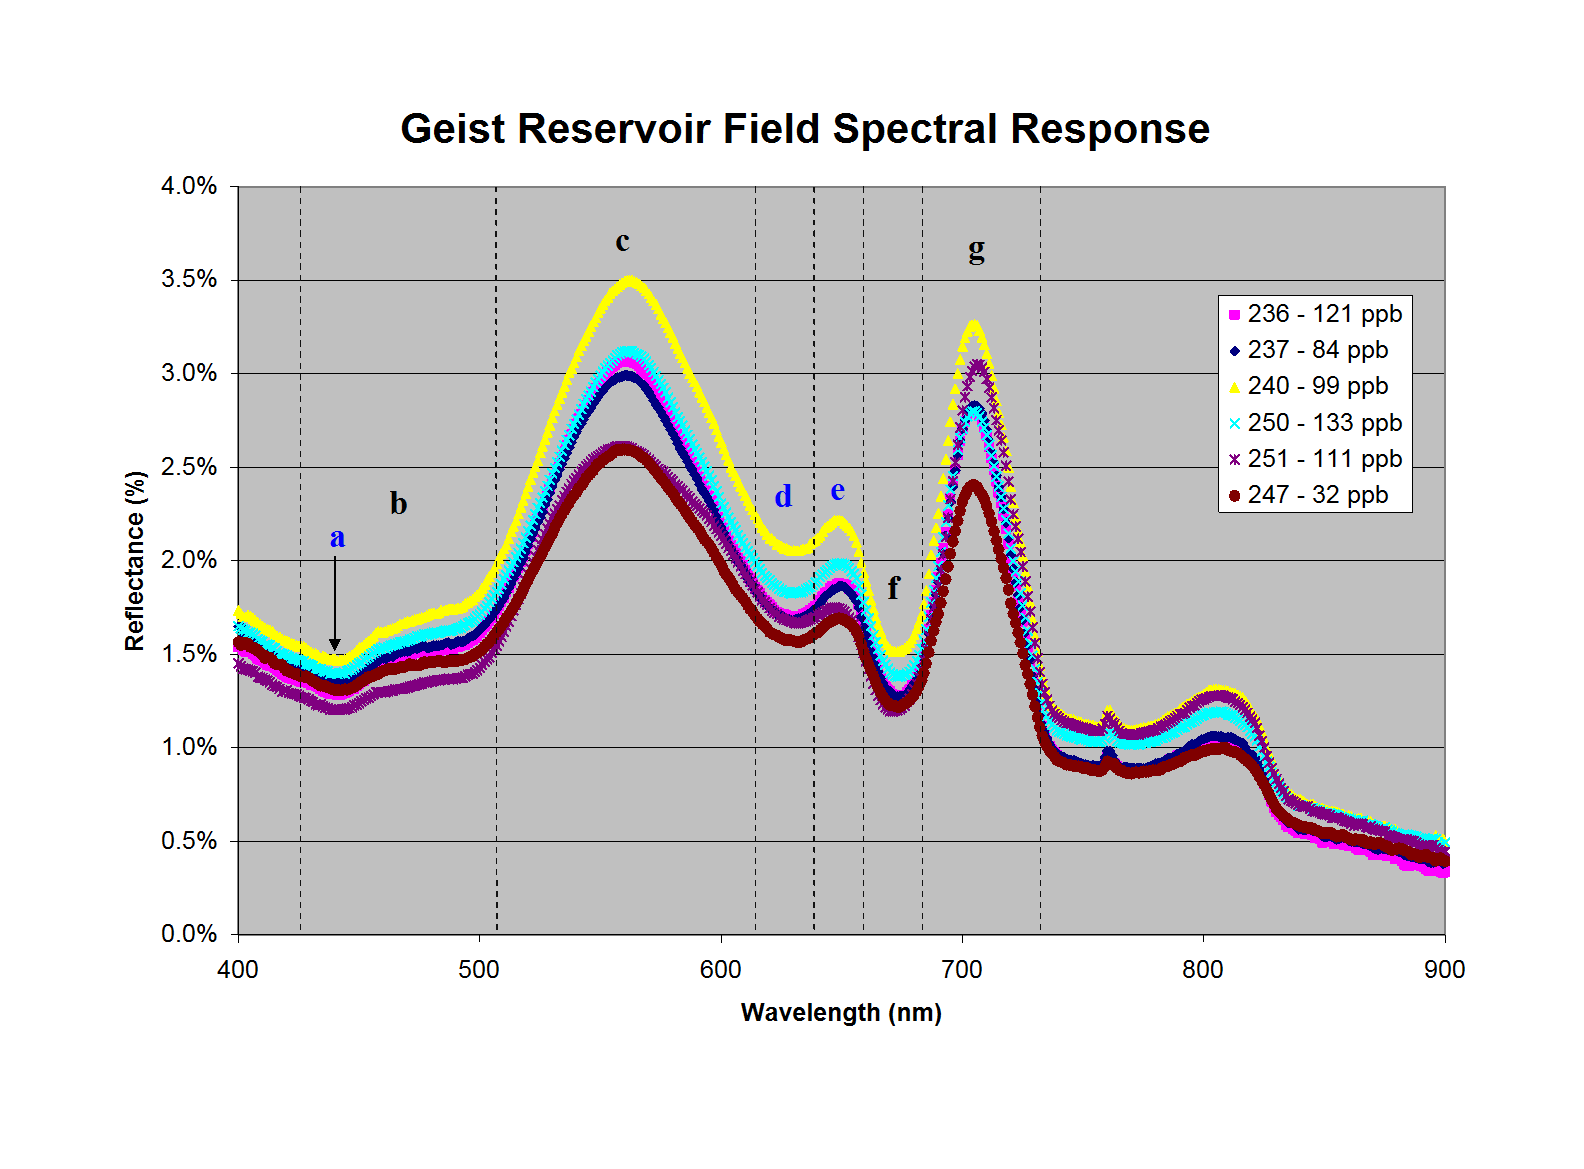 Geist Reservoir Field Spectral Response
4.0%
3.5%
3.0%
2.5%
2.0%
1.5%
1.0%
0.5%
0.0%
Reflectance (%)
a
b
c
d
e
f
g
236 - 121 ppb
237 - 84 ppb
240 - 99 ppb
250 - 133 ppb
251 - 111 ppb
247 - 32 ppb
400 500 600 700 800 900
Wavelength (nm)